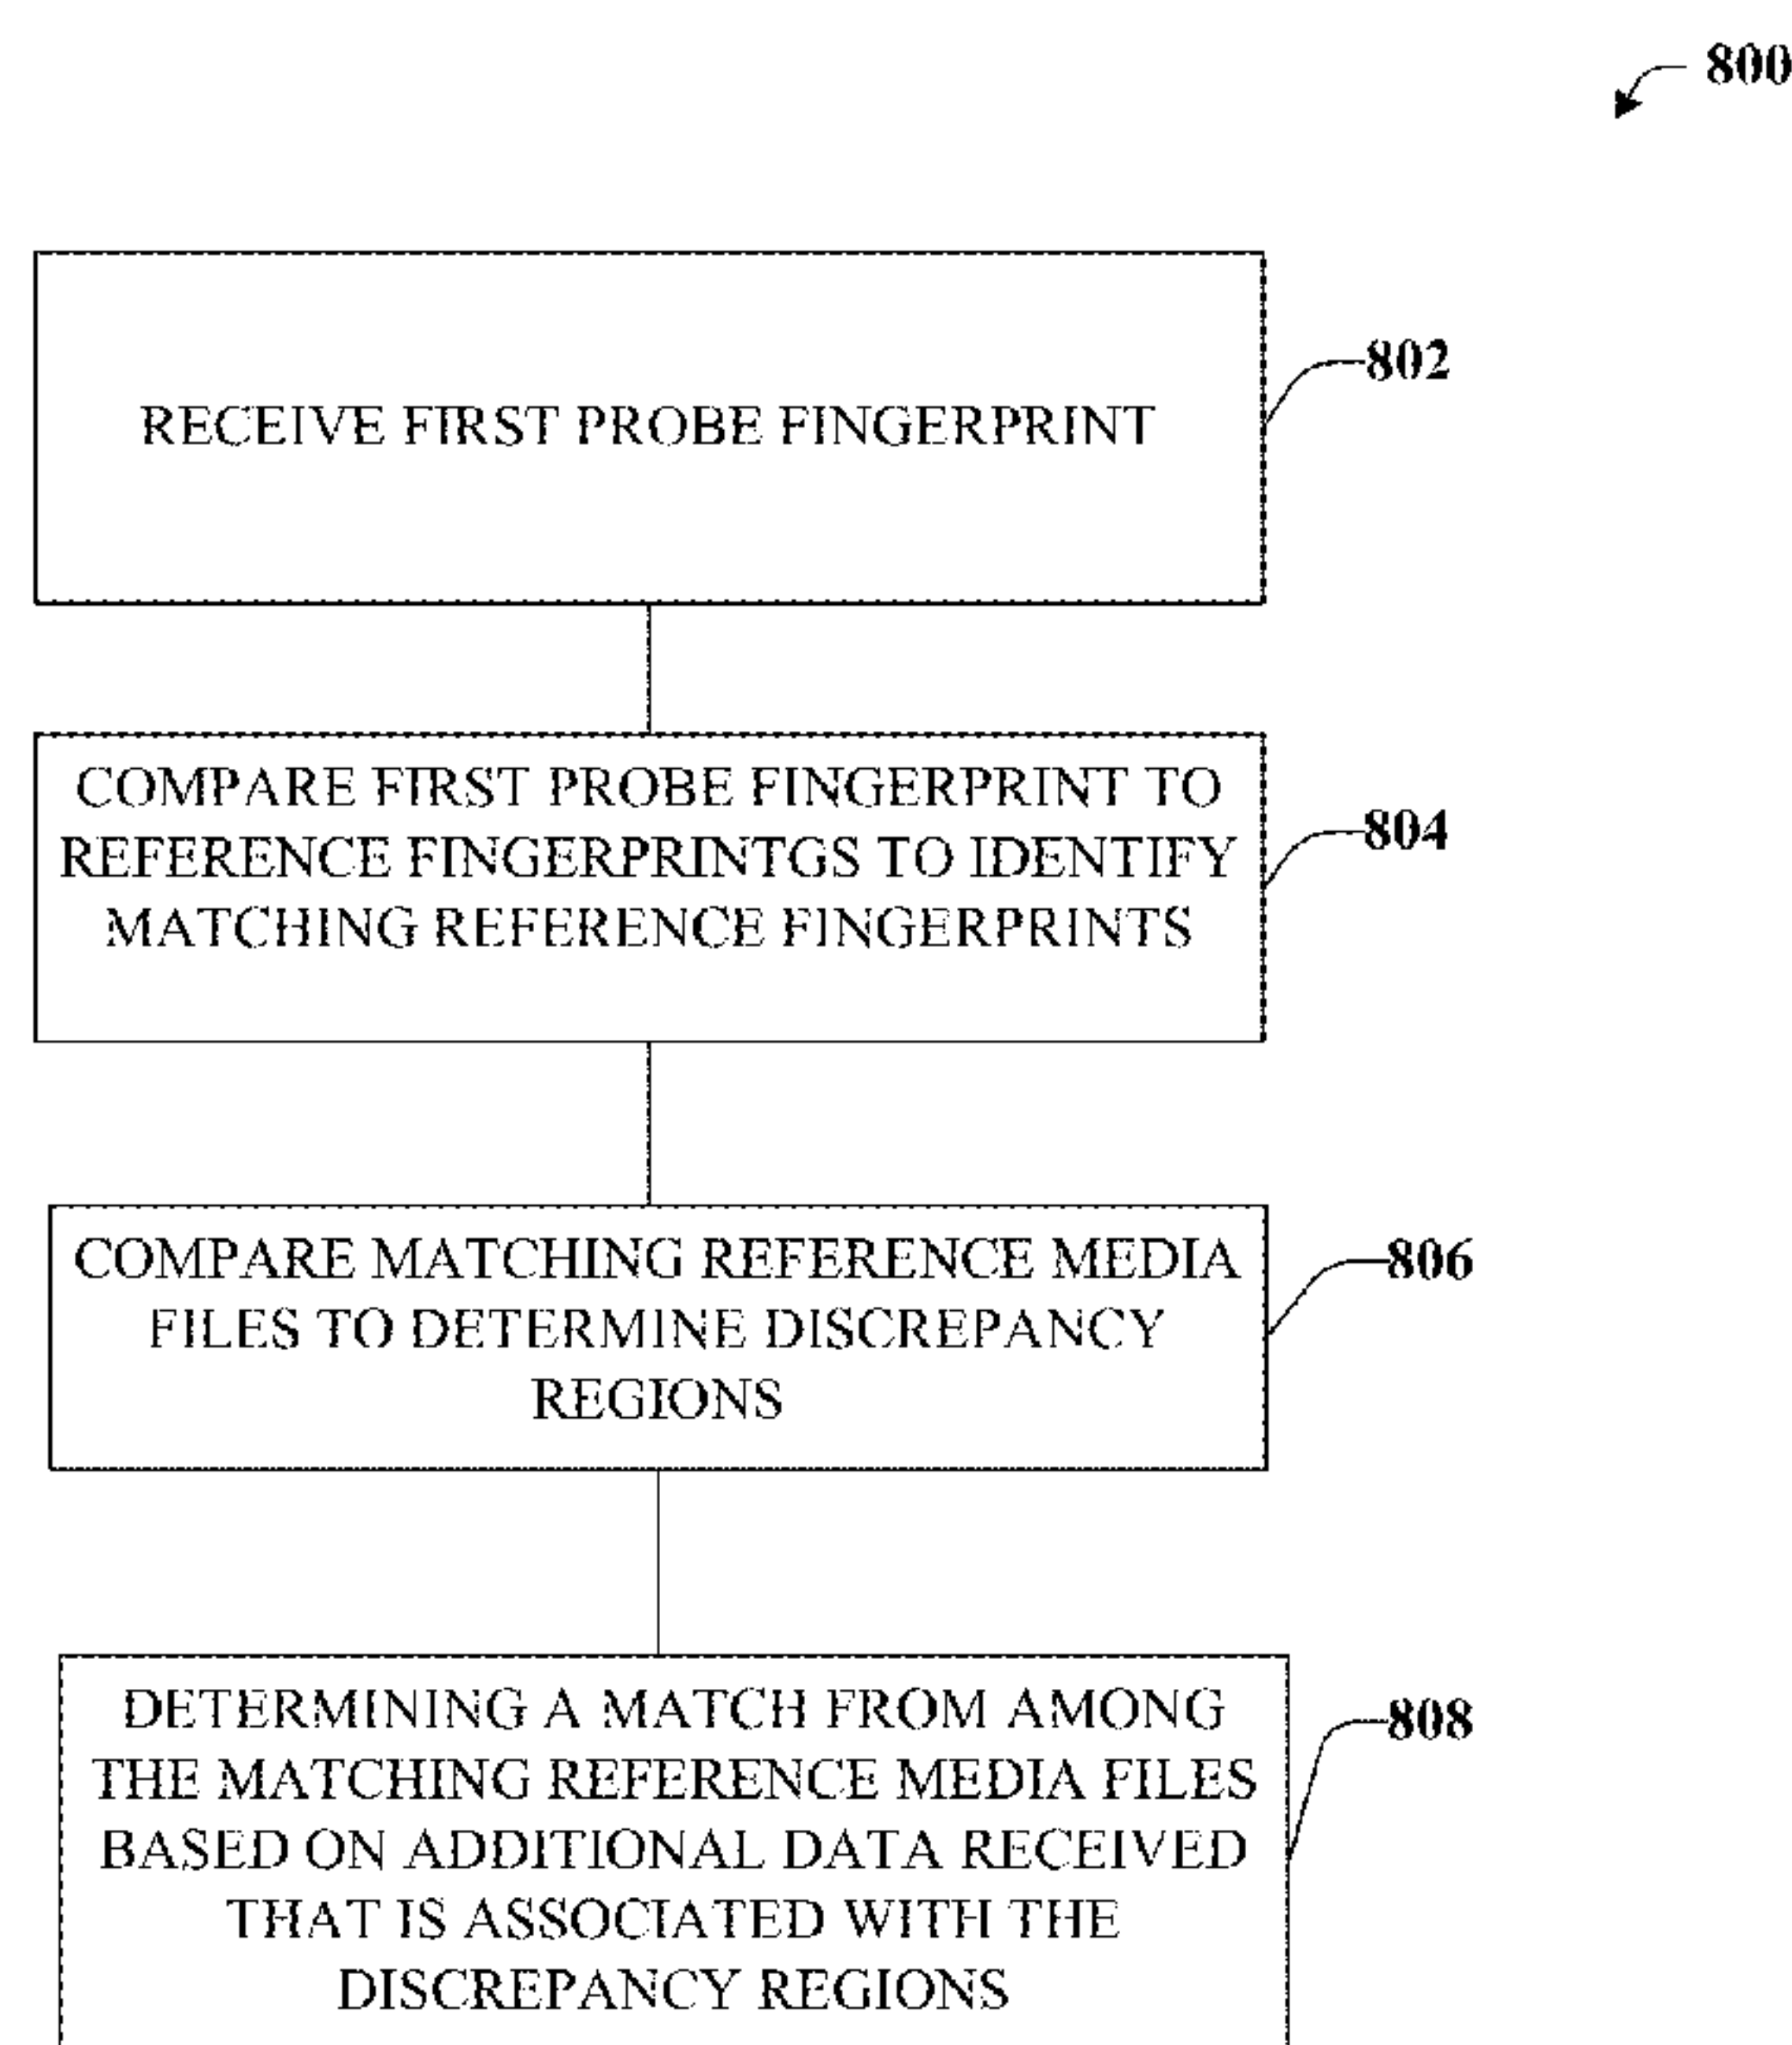 800
RECEIVE FIRST PROBE FINGERPRINT
802
COMPARE FIRST PROBE FINGERPRINT TO
REFERENCE FINGERPRINTGS TO IDENTIFY
MATCHING REFERENCE FINGERPRINTS
804
COMPARE MATCHING REFERENCE MEDIA
FILES TO DETERMINE DISCREPANCY
REGIONS
806
DETERMINING A MATCH FROM AMONG
THE MATCHING REFERENCE MEDIA FILES
BASED ON ADDITIONAL DATA RECEIVED
THAT IS ASSOCIATED WITH THE
DISCREPANCY REGIONS
808